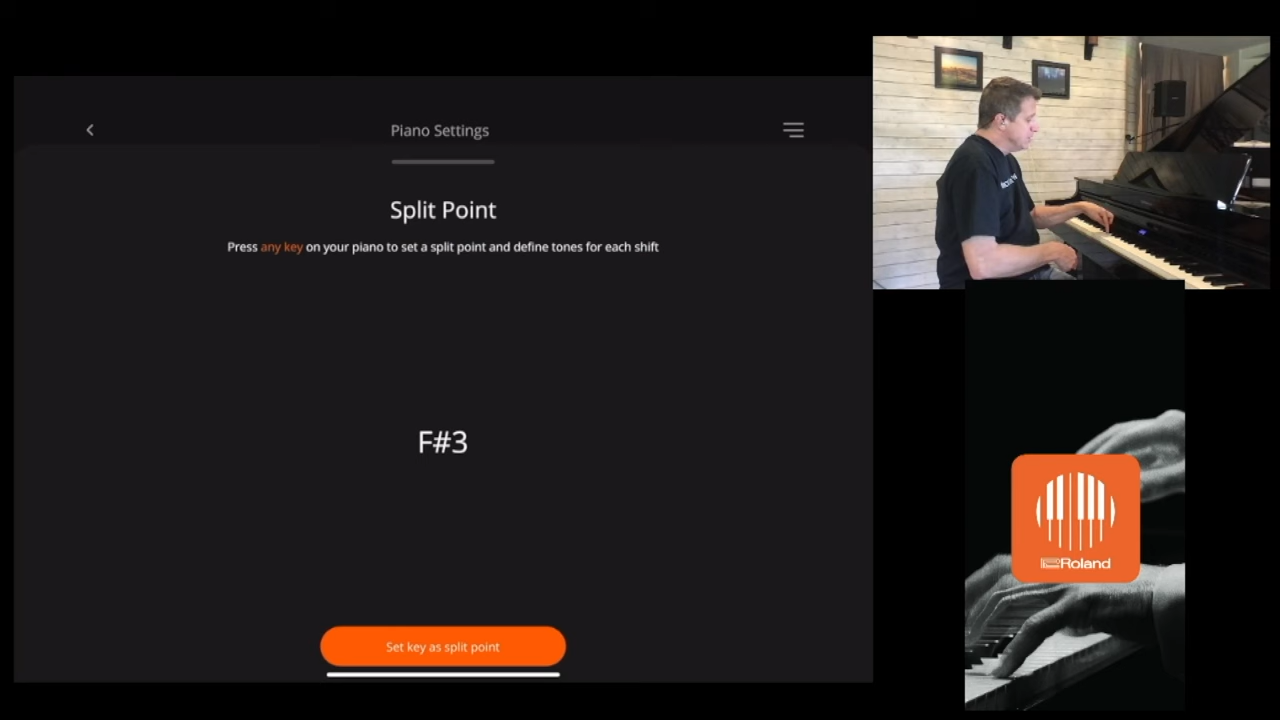 Piano Settings
Split Point
Press any key on your piano to set a split point and define tones for each shift
F#3
Set key as split point
Roland